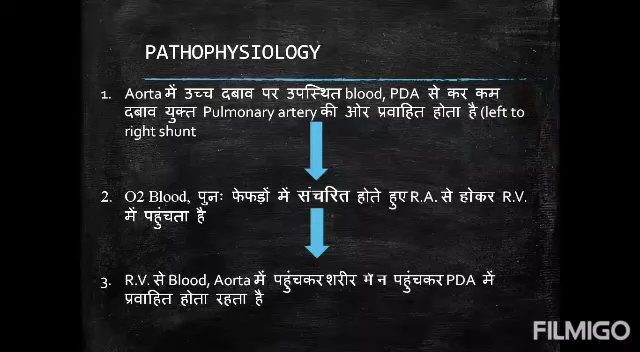 PATHOPHYSIOLOGY
1. Aorta में उच्च दबाव पर उपस्थित blood, PDA से कर कम
दबाव युक्त Pulmonary artery की ओर प्रवाहित होता है (left to
right shunt
2. O2 Blood, पुनः फेफड़ों में संचरित होते हुए R.A. से होकर R.V.
में पहुंचता है
3. R.V. से Blood, Aorta में पहुंचकर शरीर में न पहुंचकर PDA में
प्रवाहित होता रहता है
FILMIGO